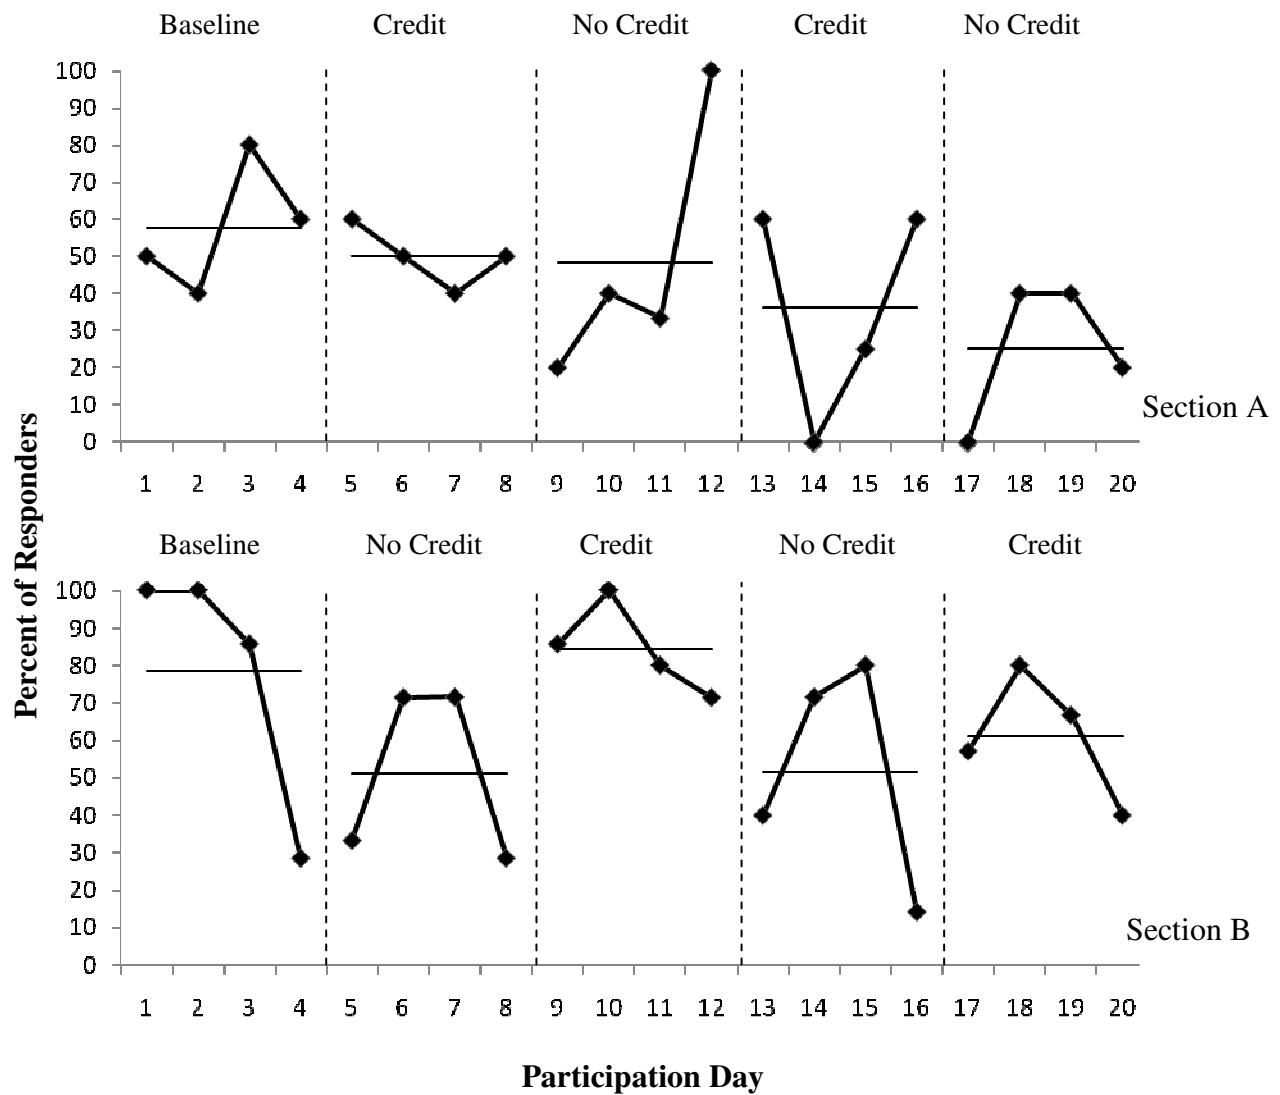 Baseline Credit No Credit Credit No Credit
100
90
80
70
60
50
40
30
20
10
0
Section A
1 2 3 4 5 6 7 8 9 10 11 12 13 14 15 16 17 18 19 20
Percent of Responders
Baseline No Credit Credit No Credit Credit
100
90
80
70
60
50
40
30
20
10
0
Section B
1 2 3 4 5 6 7 8 9 10 11 12 13 14 15 16 17 18 19 20
Participation Day